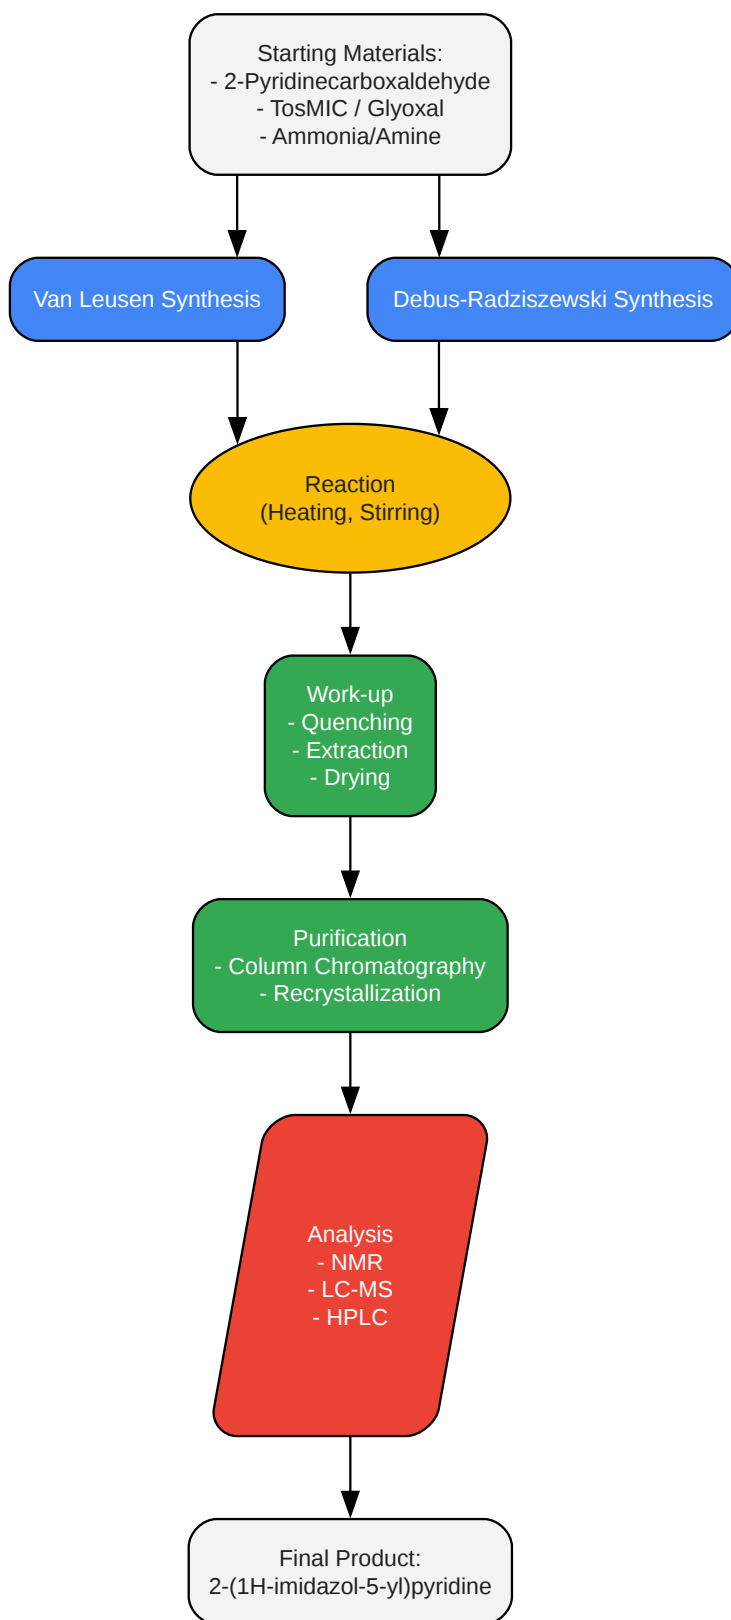 Starting Materials:
- 2-Pyridinecarboxaldehyde
- TosMIC / Glyoxal
- Ammonia/Amine
Van Leusen Synthesis
Debus-Radziszewski Synthesis
Reaction
(Heating, Stirring)
Work-up
- Quenching
- Extraction
- Drying
Purification
- Column Chromatography
- Recrystallization
Analysis
- NMR
- LC-MS
- HPLC
Final Product:
2-(1H-imidazol-5-yl)pyridine